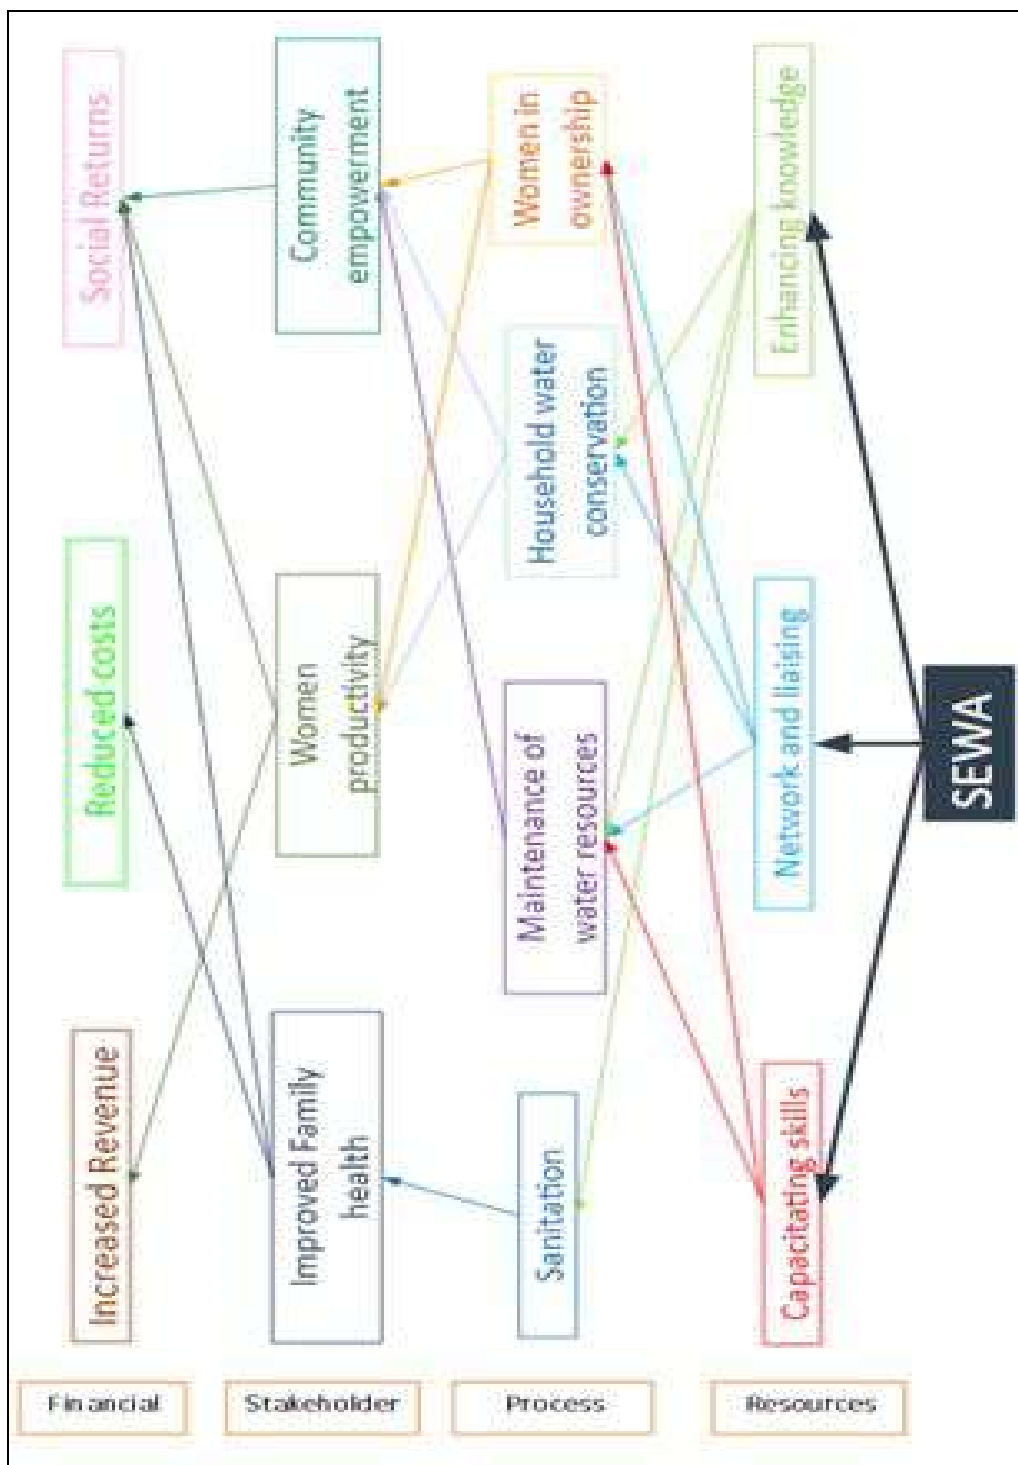 Social Returns
Reduced costs
Increased Revenue
Community
empowerment
Women
productivity
Improved Family
health
Women in
ownership
Household water
conservation
Maintenance of
water resources
Sanitation
Enhancing knowledge
Network and liaising
Capacitating skills
SEWA
Financial
Stakeholder
Process
Resources